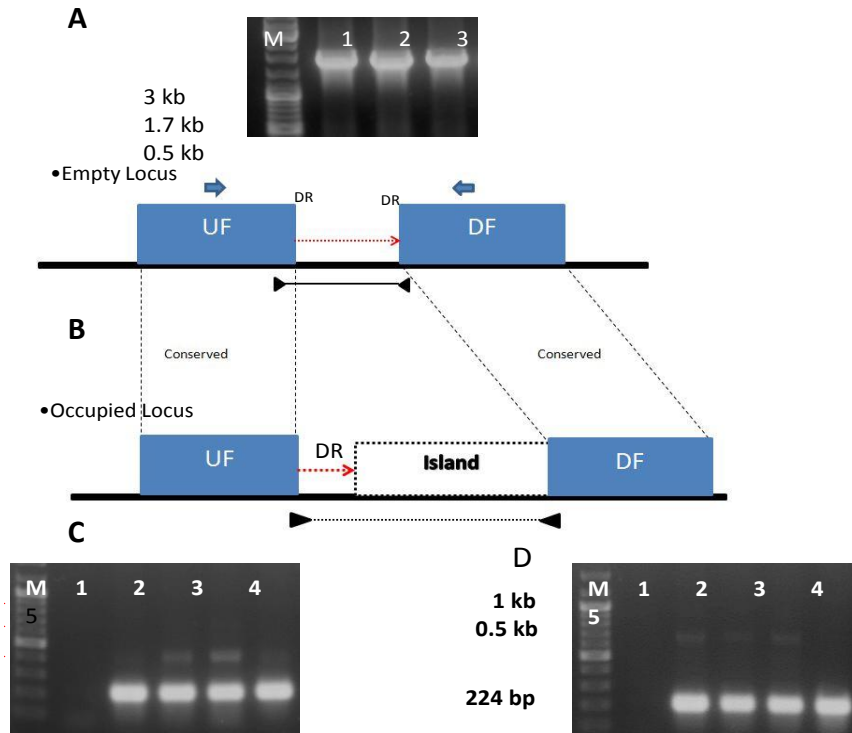 A
M 1 2 3
3 kb
1.7 kb
0.5 kb
•Empty Locus
DR DR
UF DF
B
Conserved Conserved
•Occupied Locus
UF DR Island DF
C
M 1 2 3 4
5
D
1 kb
0.5 kb
224 bp
M 1 2 3 4
5